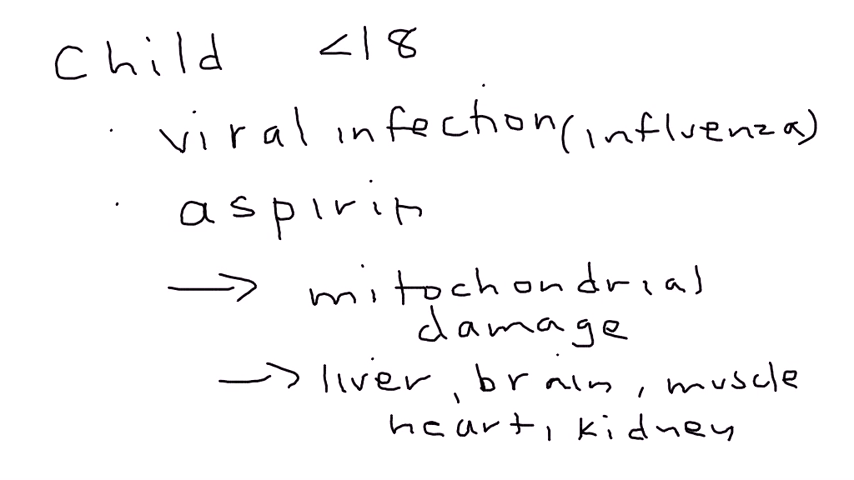 Child <18
· viral infection (influenza)
· aspirin
→ mitochondrial
damage
→ liver, brain, muscle
heart, kidney